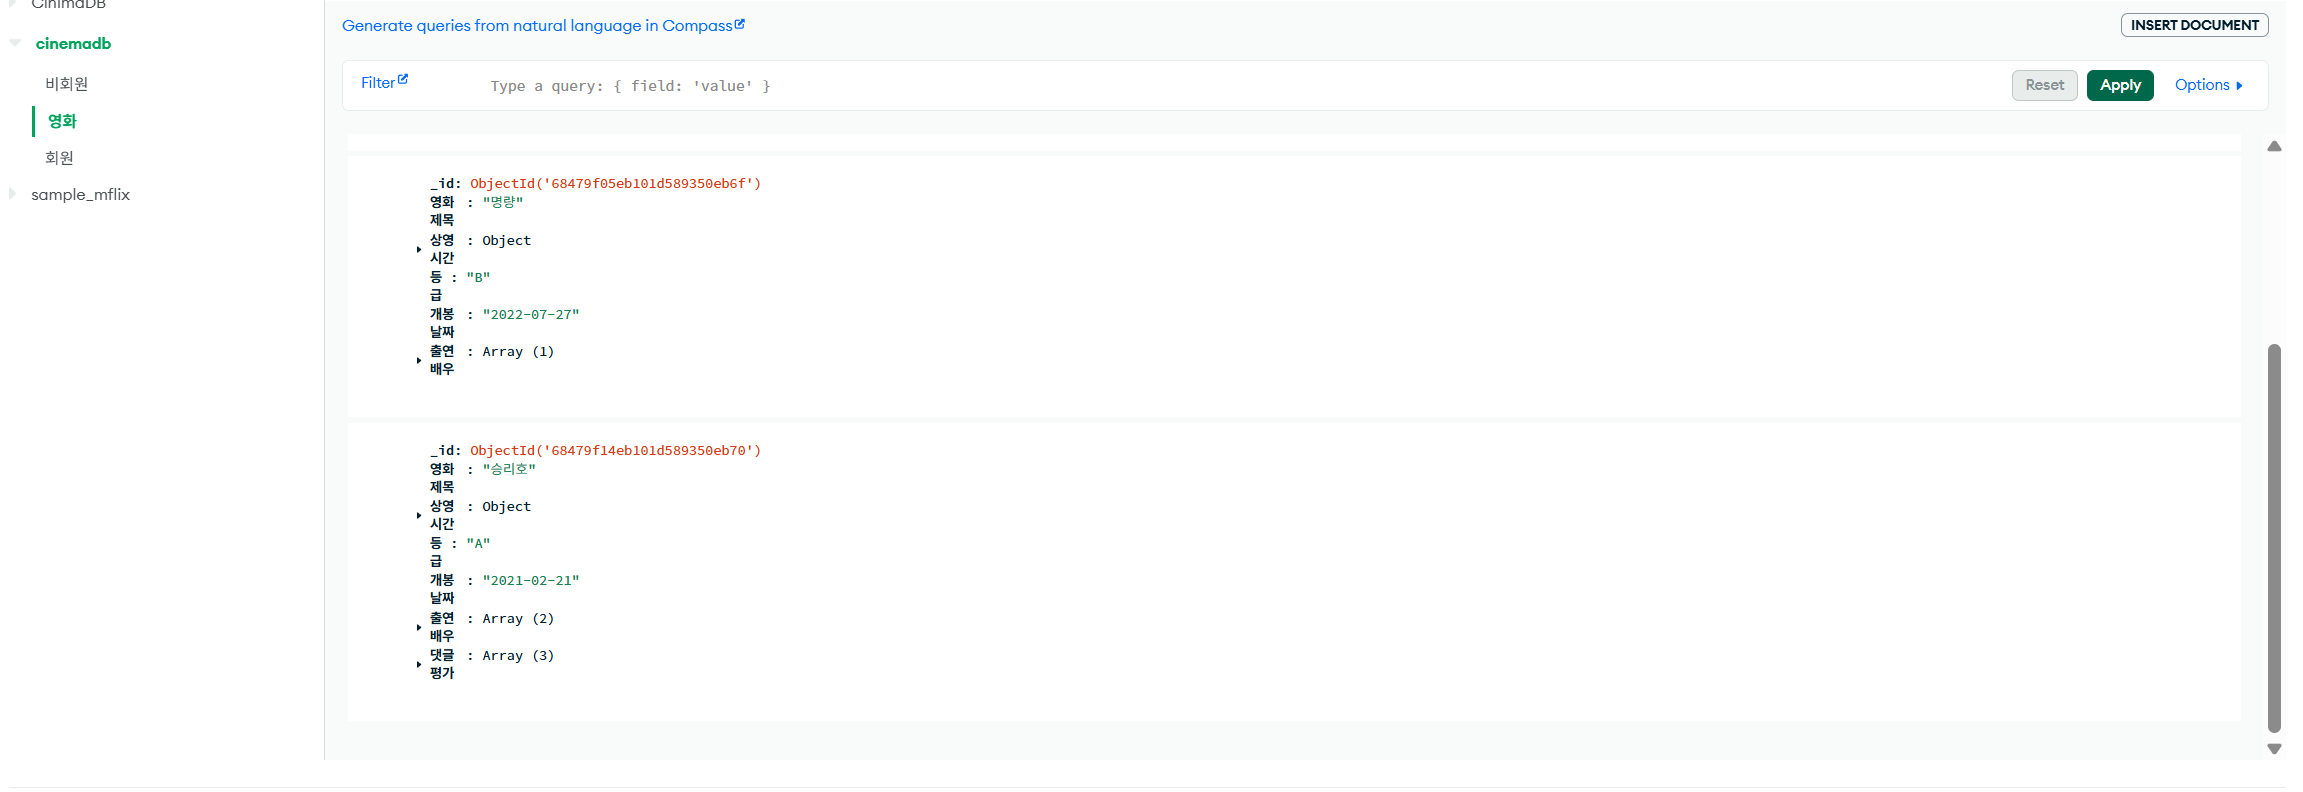 CinimaDB
cinemadb
비회원
영화
회원
sample_mflix
Generate queries from natural language in Compass
INSERT DOCUMENT
Filter
Type a query: { field: 'value' }
Reset
Apply
Options
_id: ObjectId('68479f05eb101d589350eb6f')
영화 : "명량"
제목
상영 : Object
시간
등 : "B"
급
개봉 : "2022-07-27"
날짜
출연 : Array (1)
배우
_id: ObjectId('68479f14eb101d589350eb70')
영화 : "승리호"
제목
상영 : Object
시간
등 : "A"
급
개봉 : "2021-02-21"
날짜
출연 : Array (2)
배우
댓글 : Array (3)
평가